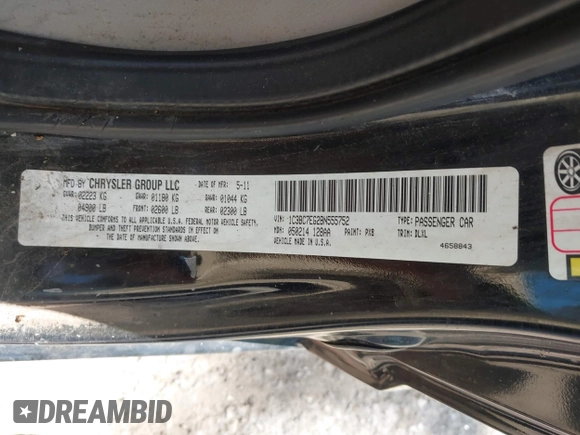 MFD BY CHRYSLER GROUP LLC DATE OF MFR: 5-11
GVWR: 02223 KG GAWR: 01180 KG GAWR: 01044 KG
04900 LB FRONT: 02600 LB REAR: 02300 LB
THIS VEHICLE CONFORMS TO ALL APPLICABLE U.S.A. FEDERAL MOTOR VEHICLE SAFETY,
BUMPER AND THEFT PREVENTION STANDARDS IN EFFECT ON
THE DATE OF MANUFACTURE SHOWN ABOVE.
VIN: 1C3BC7EG2BN555752 TYPE: PASSENGER CAR
MDH: 050214 128AA PAINT: PXB TRIM: DLXL
VEHICLE MADE IN U.S.A. 4658843
DREAMBID